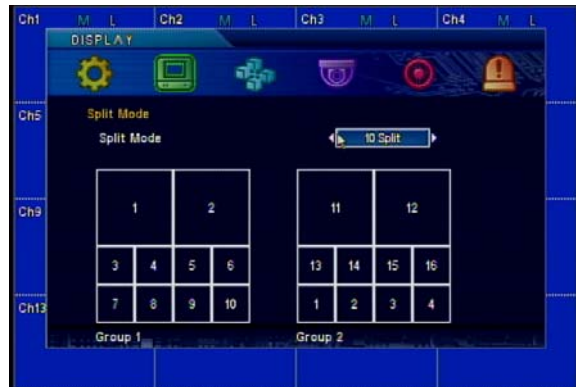 Ch1 M L Ch2 M L Ch3 M L Ch4 M L
DISPLAY
Ch5
Split Mode
Split Mode 10 Split
1 2 11 12
Ch9
3 4 5 6 13 14 15 16
7 8 9 10 1 2 3 4
Ch13
Group 1 Group 2